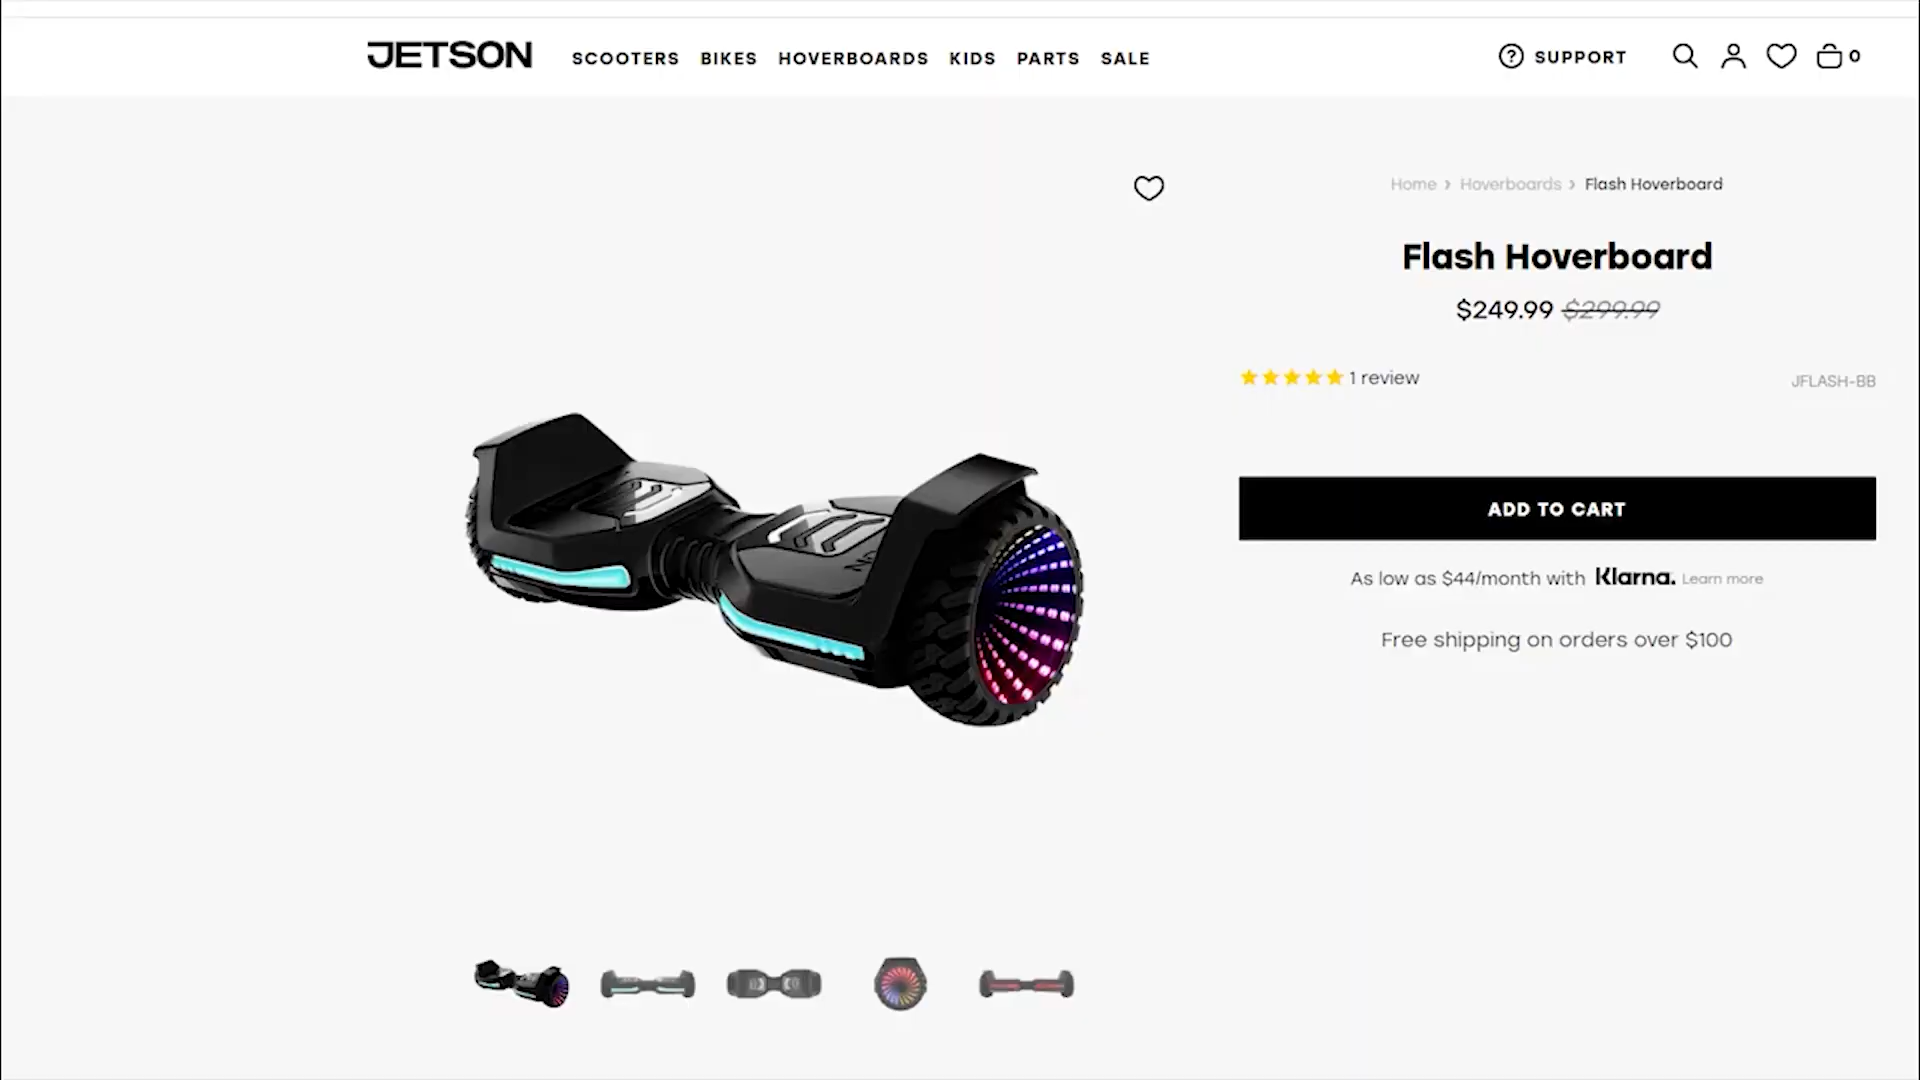 JETSON
SCOOTERS BIKES HOVERBOARDS KIDS PARTS SALE
SUPPORT
0
Home › Hoverboards › Flash Hoverboard
Flash Hoverboard
$249.99 $299.99
1 review
JFLASH-BB
ADD TO CART
As low as $44/month with Klarna. Learn more
Free shipping on orders over $100